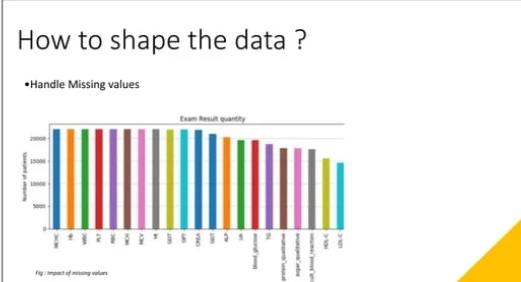 How to shape the data ?
•Handle Missing values
Exam Result quantity
Number of patients
20000
15000
10000
5000
0
MCHC
Hb
WBC
PLT
RBC
MCH
MCV
Ht
GOT
GPT
CREA
GGT
ALP
UA
blood_glucose
TG
protein_qualitative
sugar_qualitative
cult_blood_reaction
HDL-C
LDL-C
Fig : Impact of missing values